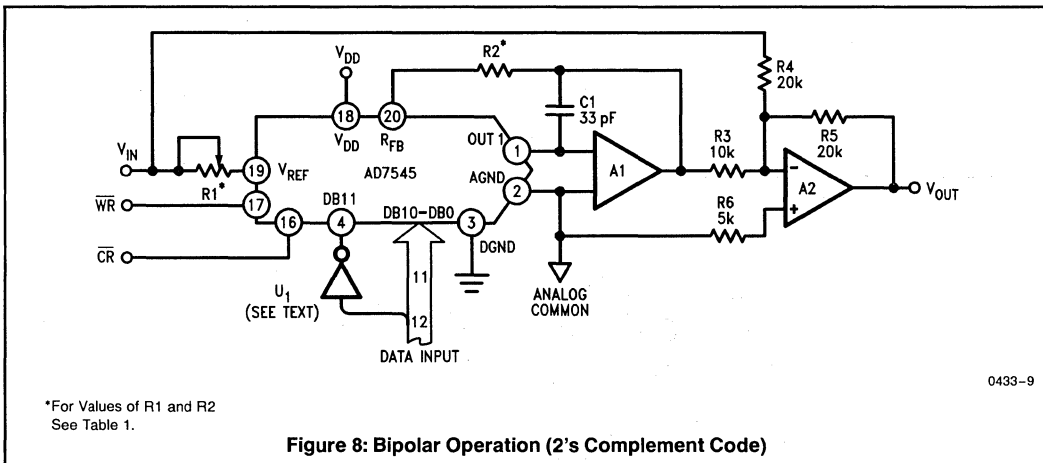 V_DD
R2*
R4
20k
C1
33 pF
18
20
V_DD
R_FB
OUT 1
1
R3
10k
R5
20k
V_IN
R1*
19
V_REF
AD7545
AGND
2
A1
−
A2
+
V_OUT
W̅R̅
17
DB11
DB10–DB0
R6
5k
16
4
3
DGND
C̅R̅
U₁
(SEE TEXT)
11
12
ANALOG
COMMON
DATA INPUT
0433–9
*For Values of R1 and R2
See Table 1.
Figure 8: Bipolar Operation (2's Complement Code)